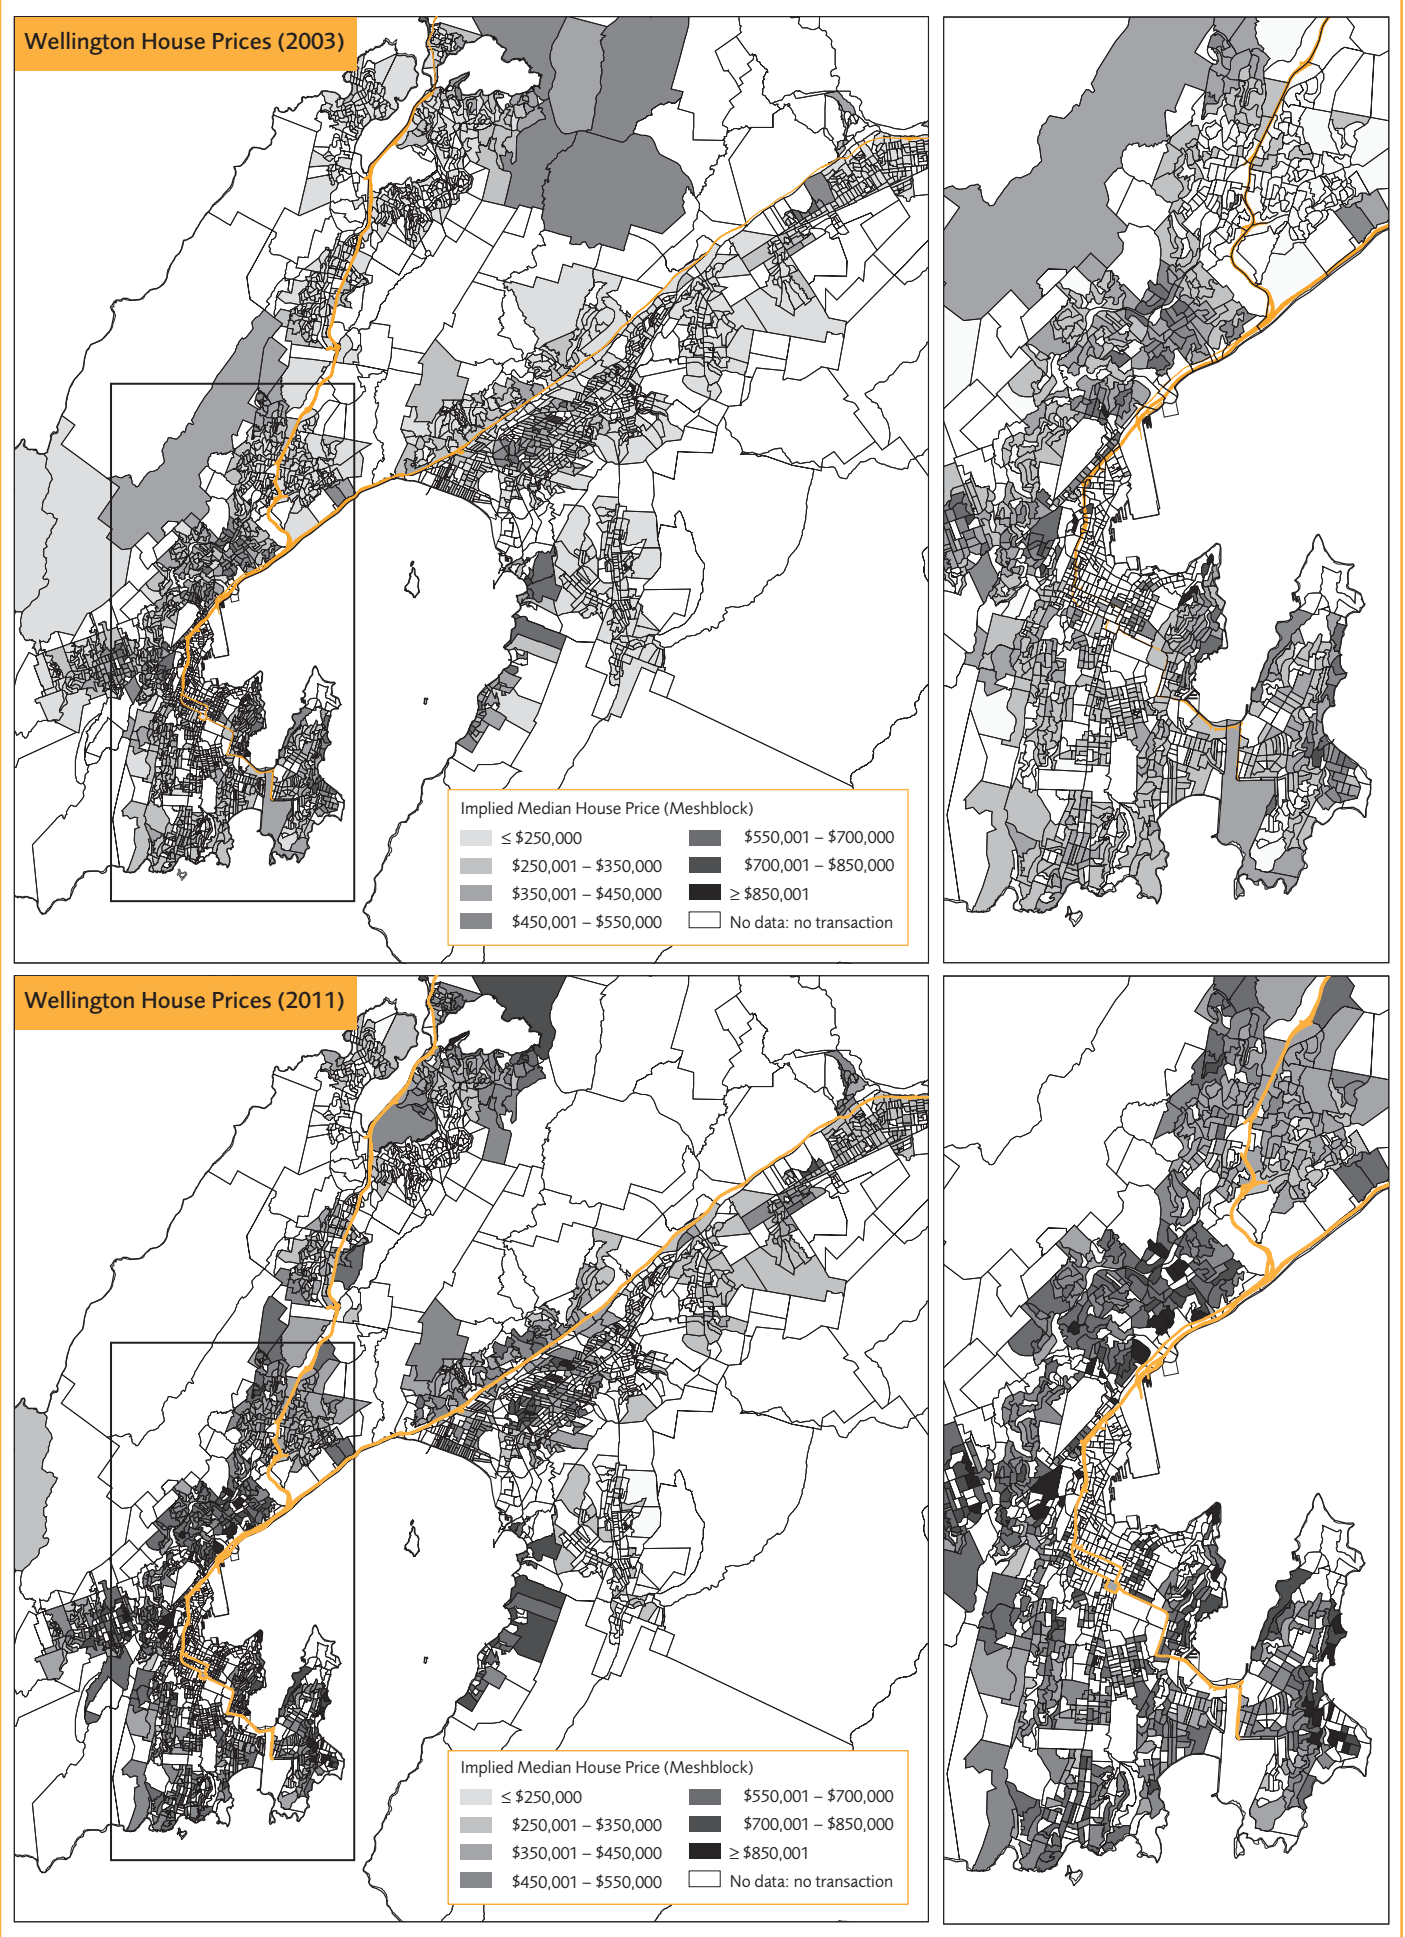 Wellington House Prices (2003)
Implied Median House Price (Meshblock)
≤ $250,000
$250,001 – $350,000
$350,001 – $450,000
$450,001 – $550,000
$550,001 – $700,000
$700,001 – $850,000
≥ $850,001
No data: no transaction
Wellington House Prices (2011)
Implied Median House Price (Meshblock)
≤ $250,000
$250,001 – $350,000
$350,001 – $450,000
$450,001 – $550,000
$550,001 – $700,000
$700,001 – $850,000
≥ $850,001
No data: no transaction